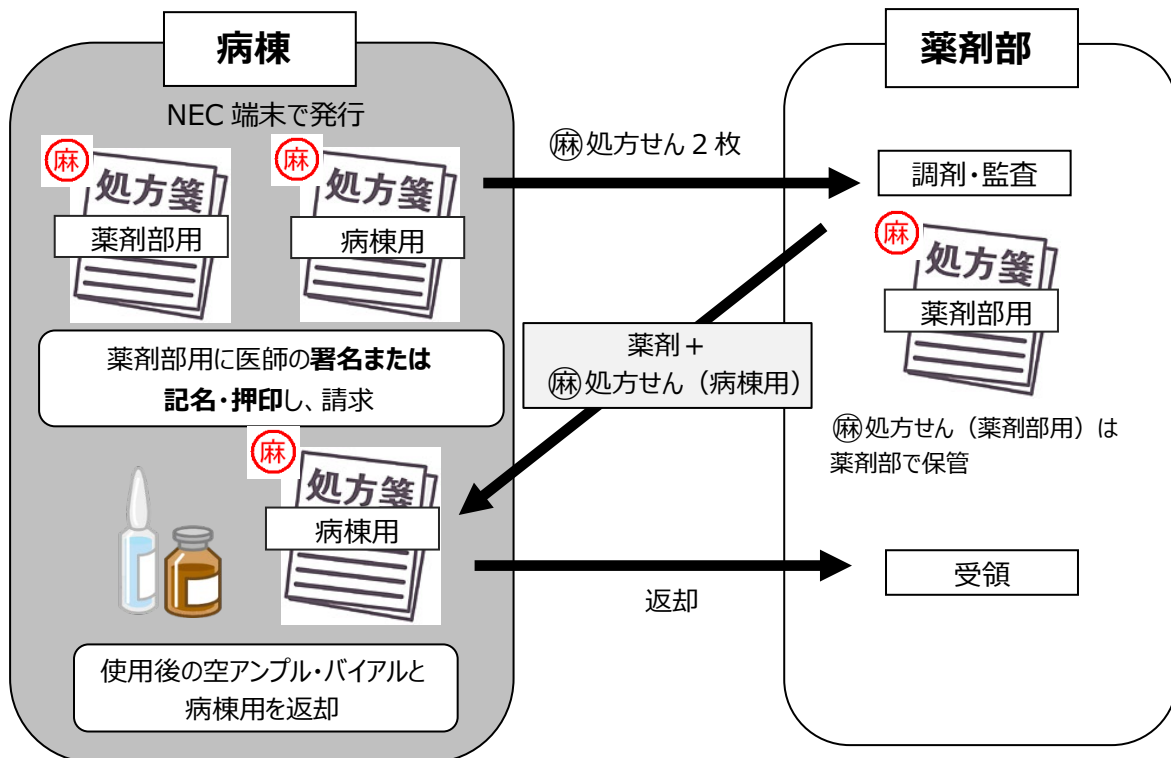 病棟
NEC 端末で発行
麻
処方箋
薬剤部用
麻
処方箋
病棟用
薬剤部用に医師の署名または
記名・押印し、請求
麻
処方箋
病棟用
使用後の空アンプル・バイアルと
病棟用を返却
㊙処方せん2枚
薬剤+
麻処方せん（病棟用）
返却
薬剤部
調剤・監査
麻
処方箋
薬剤部用
麻処方せん（薬剤部用）は
薬剤部で保管
受領